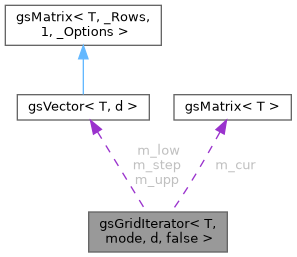 gsMatrix< T, _Rows,
1, _Options >
gsVector< T, d >
gsMatrix< T >
m_low
m_step
m_upp
m_cur
gsGridIterator< T,
mode, d, false >